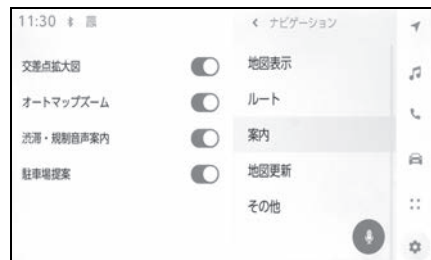 11:30
交差点拡大図
オートマップズーム
渋滞・規制音声案内
駐車場提案
ナビゲーション
地図表示
ルート
案内
地図更新
その他